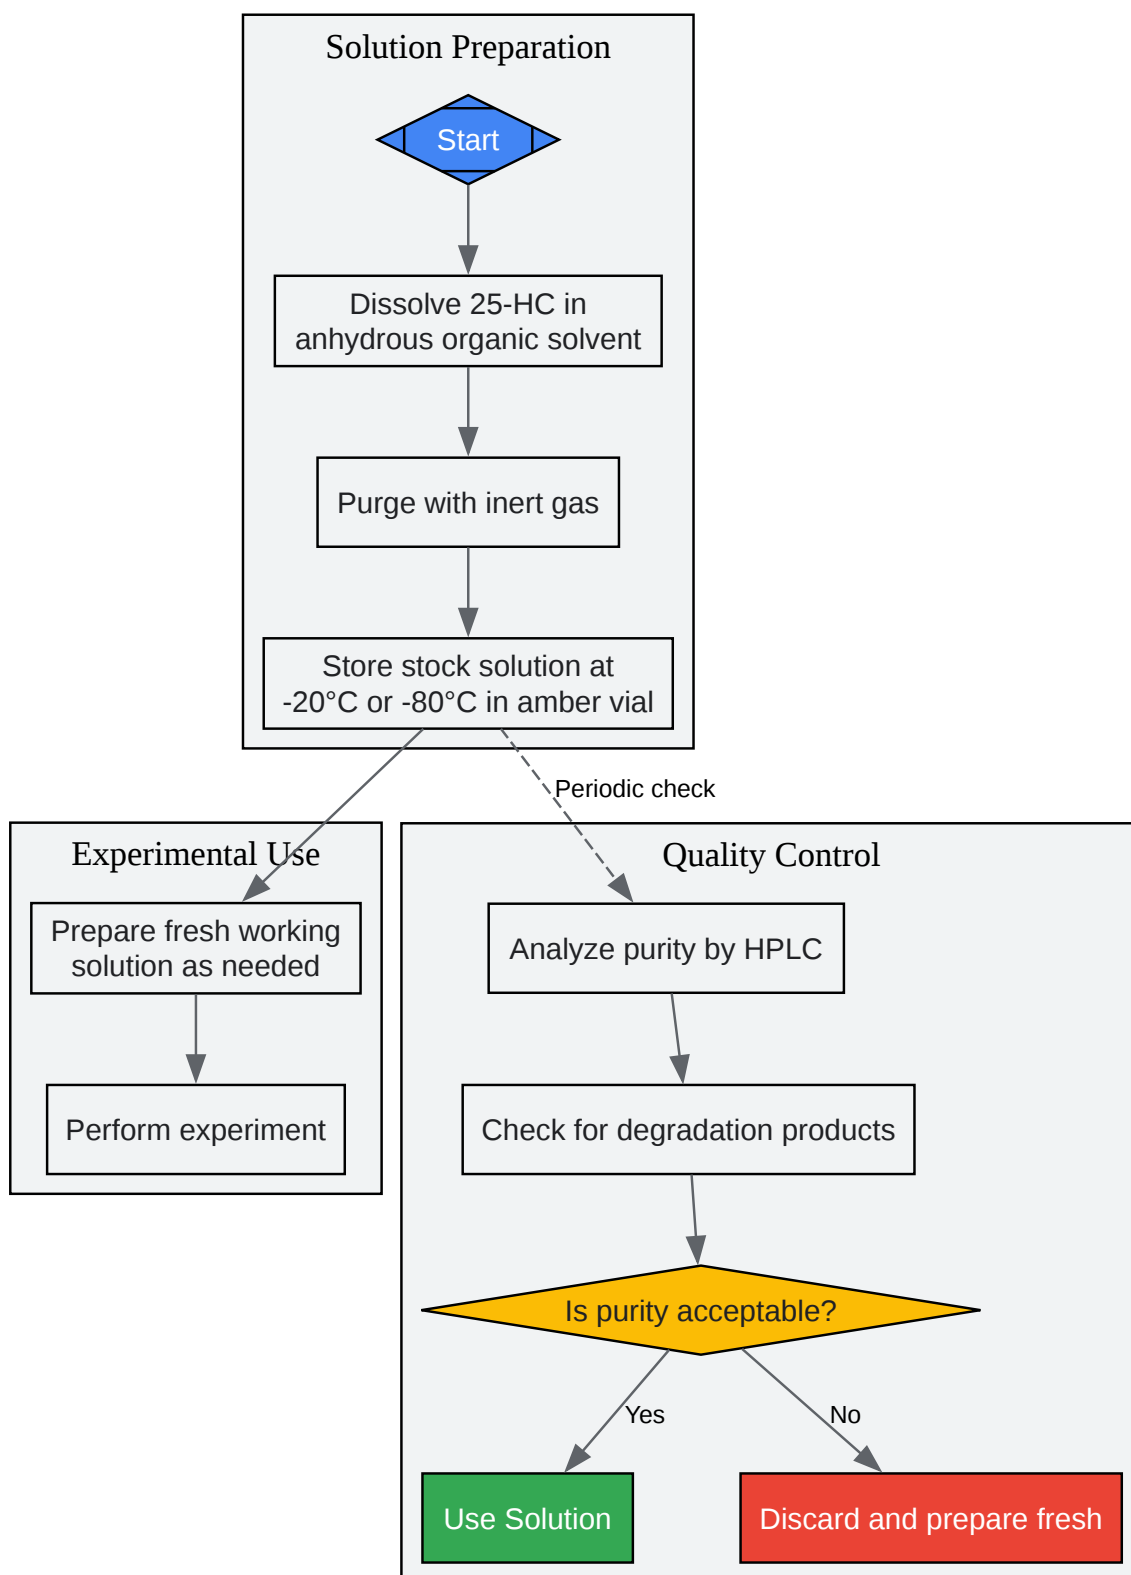 Solution Preparation
Start
Dissolve 25-HC in
anhydrous organic solvent
Purge with inert gas
Store stock solution at
-20°C or -80°C in amber vial
Periodic check
Experimental Use
Prepare fresh working
solution as needed
Perform experiment
Quality Control
Analyze purity by HPLC
Check for degradation products
Is purity acceptable?
Yes
No
Use Solution
Discard and prepare fresh